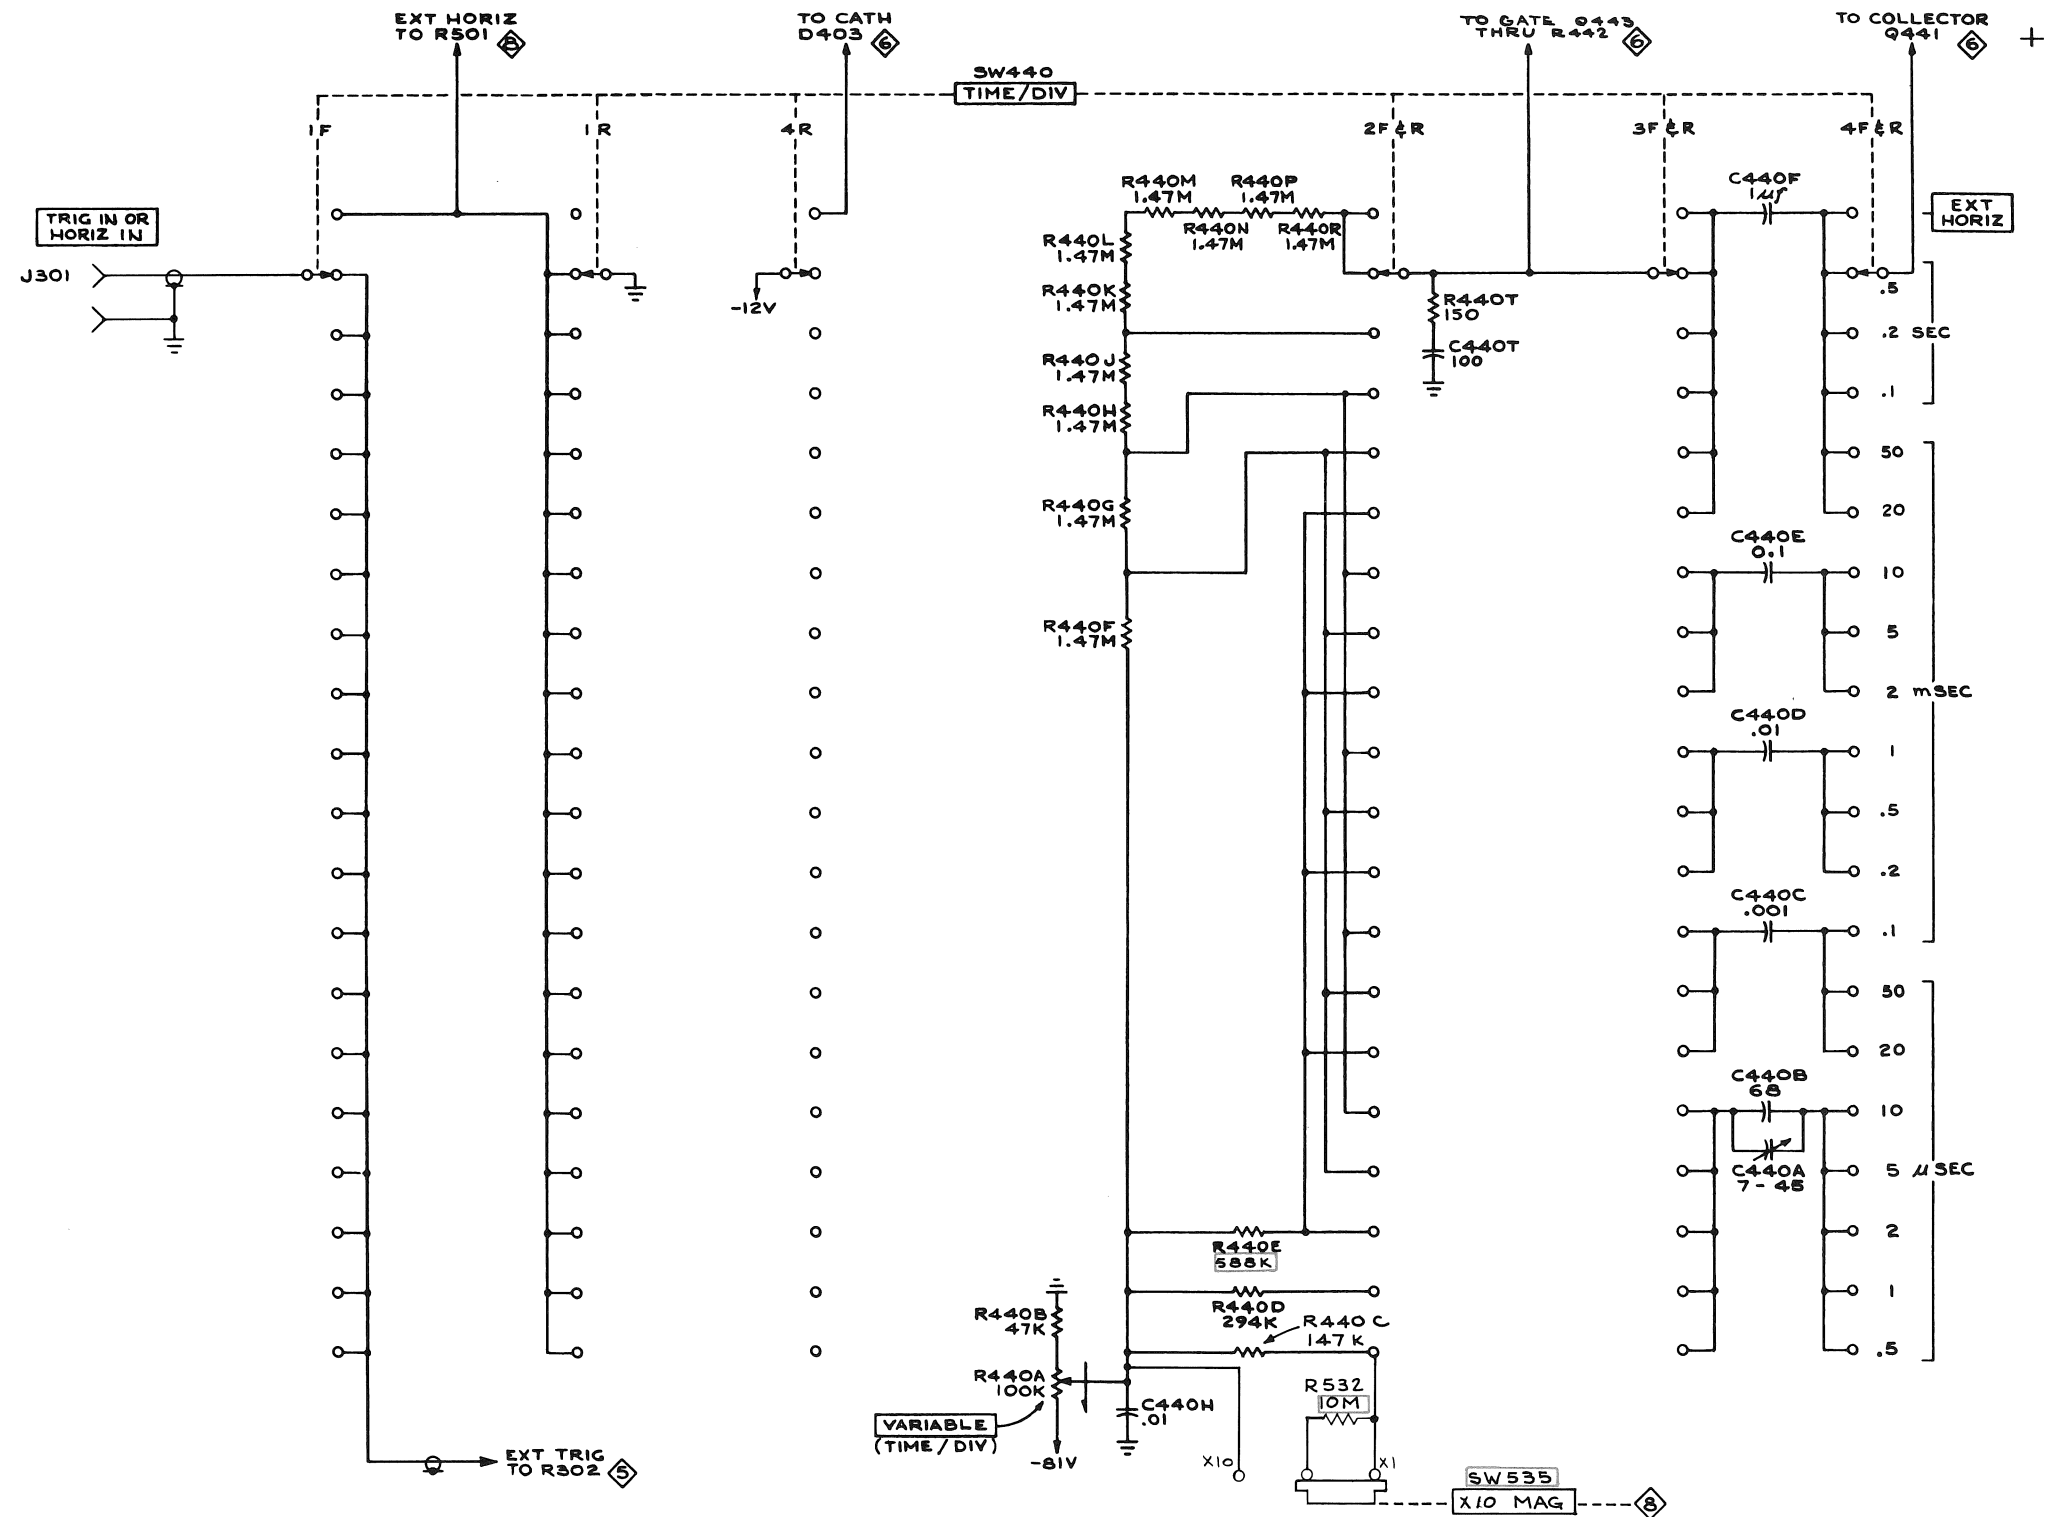 EXT HORIZ
TO R501 8
TO CATH
D403 6
TO GATE Q443
THRU R442 6
TO COLLECTOR
Q441 6
+
SW440
TIME/DIV
1F
1R
4R
2F&R
3F&R
4F&R
TRIG IN OR
HORIZ IN
J301
-12V
R440M
1.47M
R440P
1.47M
R440N
1.47M
R440R
1.47M
R440L
1.47M
R440K
1.47M
R440J
1.47M
R440H
1.47M
R440G
1.47M
R440F
1.47M
R440T
150
C440T
100
C440F
1µf
EXT
HORIZ
.5
.2 SEC
.1
50
20
C440E
0.1
10
5
2 mSEC
C440D
.01
1
.5
.2
C440C
.001
.1
50
20
C440B
68
10
C440A
7-45
5 µSEC
2
1
.5
R440E
588K
R440D
294K
R440C
147K
R440B
47K
R440A
100K
VARIABLE
(TIME/DIV)
-81V
C440H
.01
R532
10M
X10
X1
SW535
X10 MAG
8
EXT TRIG
TO R302 5